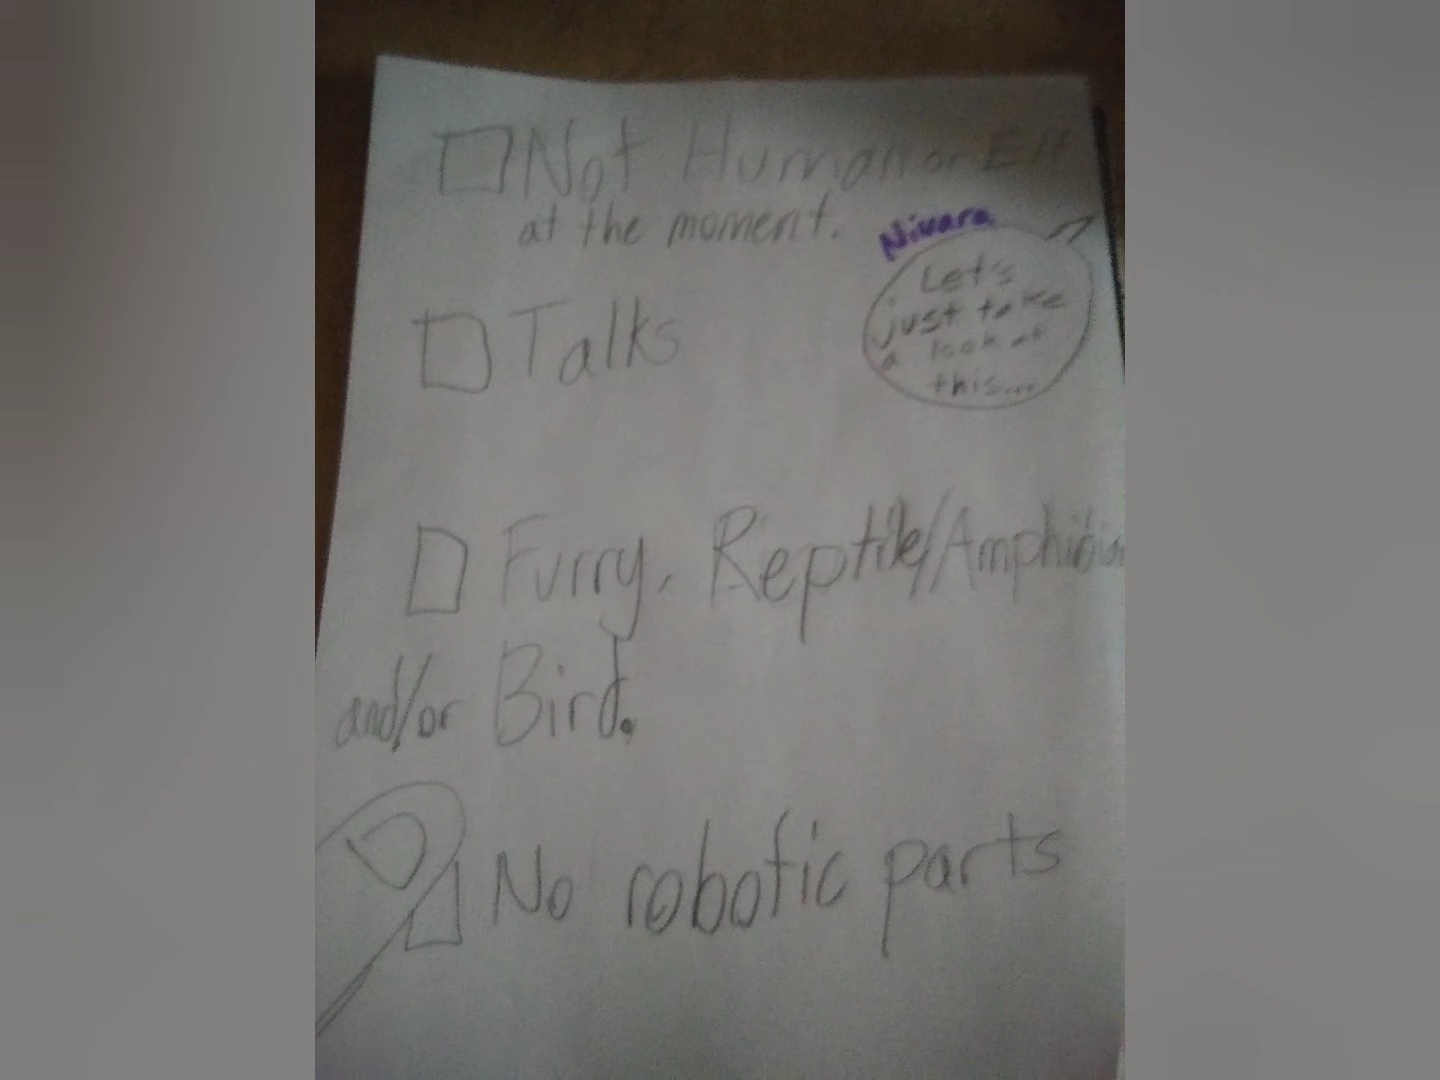 Not Human or Elf
at the moment.
Nivara
Let's
just take
a look at
this...
Talks
Furry, Reptile/Amphibian
and/or Bird.
No robotic parts